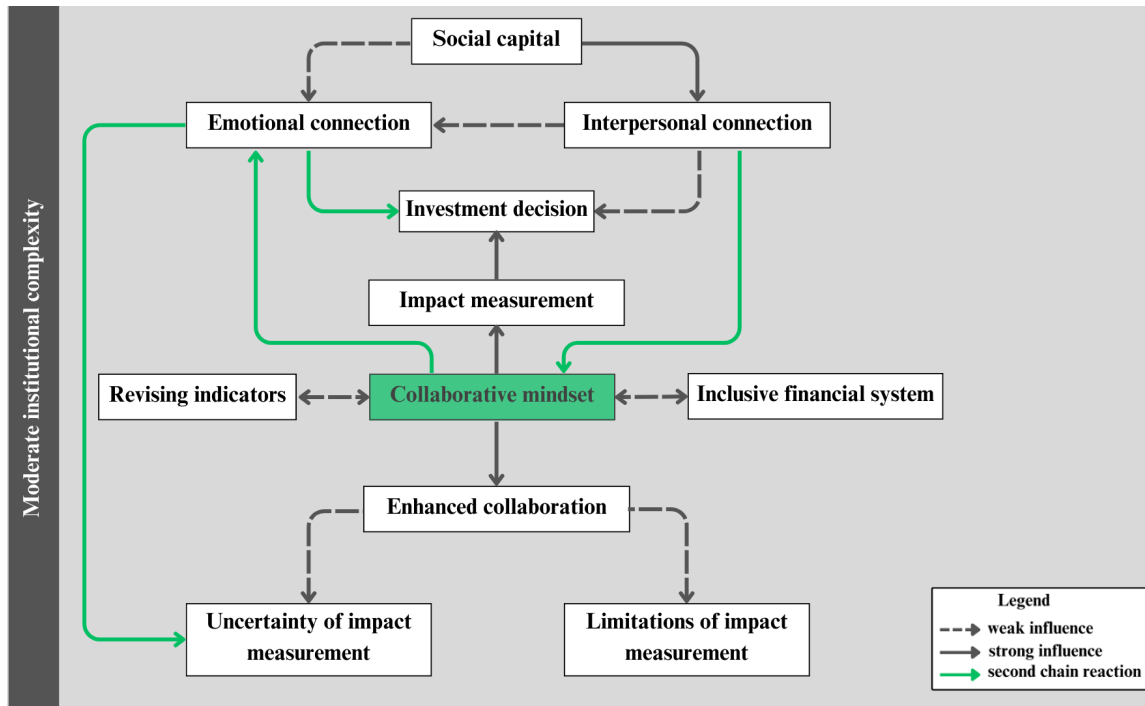 Moderate institutional complexity
Social capital
Emotional connection
Interpersonal connection
Investment decision
Impact measurement
Revising indicators
Collaborative mindset
Inclusive financial system
Enhanced collaboration
Uncertainty of impact
measurement
Limitations of impact
measurement
Legend
weak influence
strong influence
second chain reaction